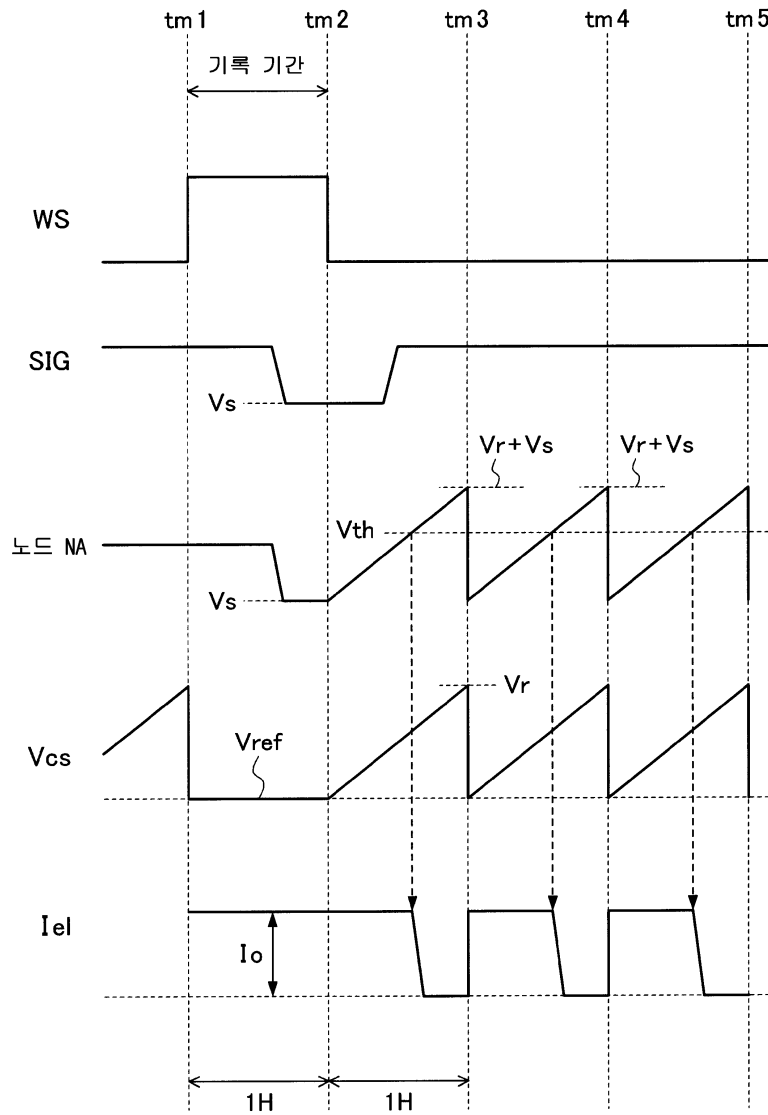 tm1 tm2 tm3 tm4 tm5
기록 기간
WS
SIG
Vs
Vr+Vs Vr+Vs
Vth
노드 NA
Vs
Vr
Vref
Vcs
Iel
Io
1H 1H